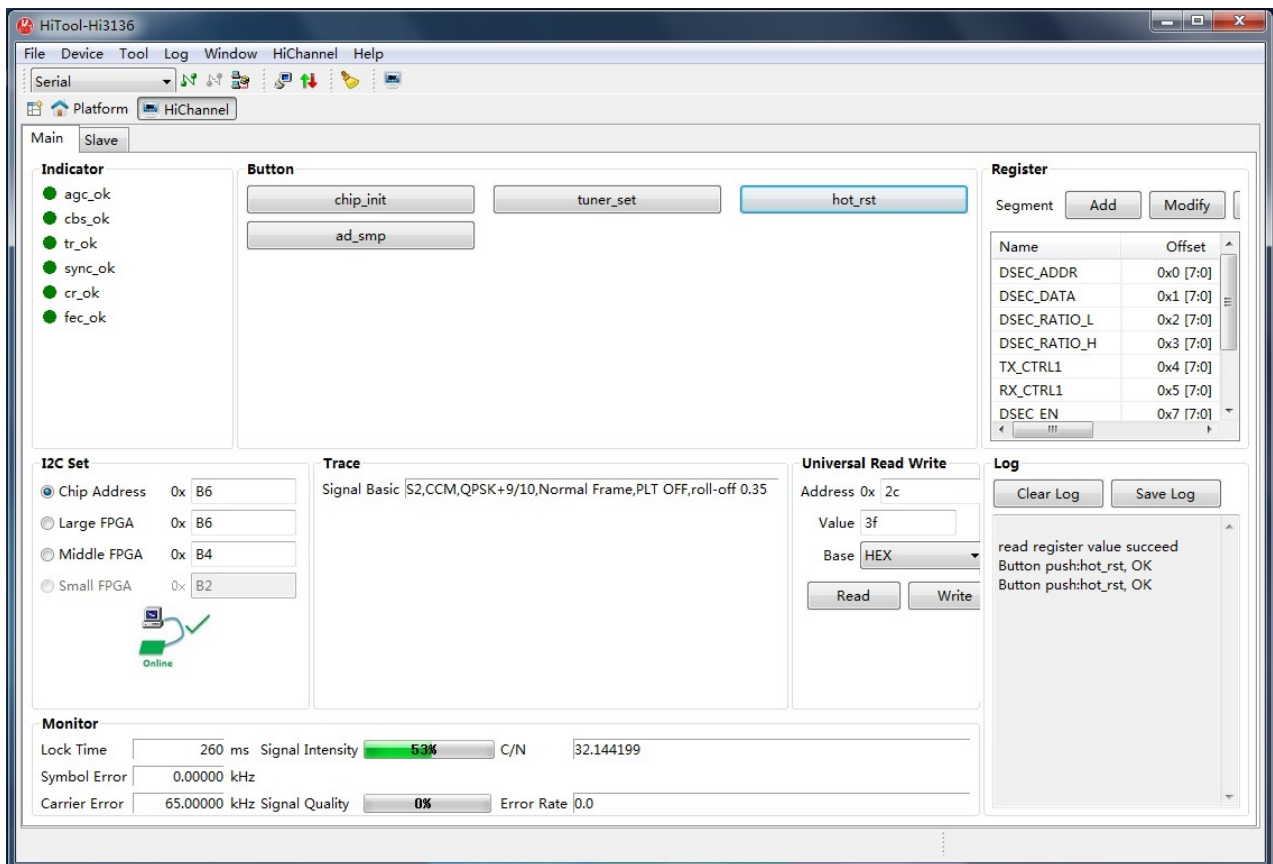 HiTool-Hi3136
File Device Tool Log Window HiChannel Help
Serial
Platform HiChannel
Main Slave
Indicator
agc_ok
cbs_ok
tr_ok
sync_ok
cr_ok
fec_ok
Button
chip_init tuner_set hot_rst
ad_smp
Register
Segment Add Modify
Name Offset
DSEC_ADDR 0x0 [7:0]
DSEC_DATA 0x1 [7:0]
DSEC_RATIO_L 0x2 [7:0]
DSEC_RATIO_H 0x3 [7:0]
TX_CTRL1 0x4 [7:0]
RX_CTRL1 0x5 [7:0]
DSEC_EN 0x7 [7:0]
I2C Set
Chip Address 0x B6
Large FPGA 0x B6
Middle FPGA 0x B4
Small FPGA 0x B2
Online
Trace
Signal Basic S2,CCM,QPSK+9/10,Normal Frame,PLT OFF,roll-off 0.35
Universal Read Write
Address 0x 2c
Value 3f
Base HEX
Read Write
Log
Clear Log Save Log
read register value succeed
Button push:hot_rst, OK
Button push:hot_rst, OK
Monitor
Lock Time 260 ms Signal Intensity 53% C/N 32.144199
Symbol Error 0.00000 kHz
Carrier Error 65.00000 kHz Signal Quality 0% Error Rate 0.0